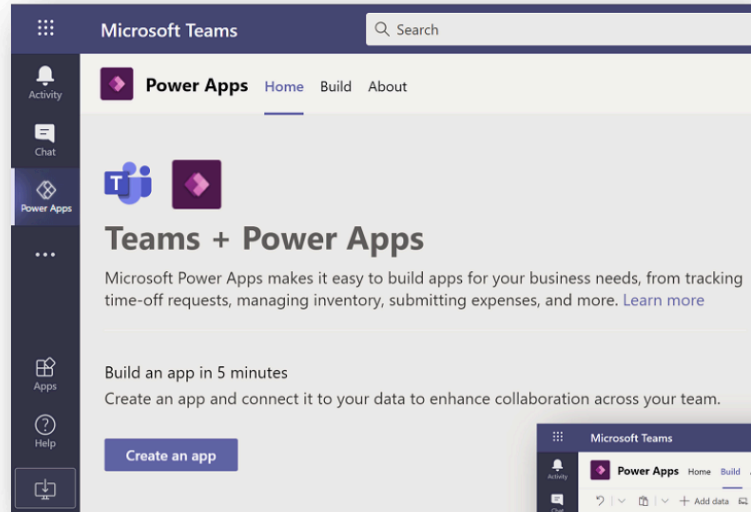 Microsoft Teams
Search
Activity
Power Apps Home Build About
Chat
T
Power Apps
Teams + Power Apps
Microsoft Power Apps makes it easy to build apps for your business needs, from tracking
time-off requests, managing inventory, submitting expenses, and more. Learn more
Apps
Build an app in 5 minutes
Create an app and connect it to your data to enhance collaboration across your team.
Help
Create an app
Microsoft Teams
Activity
Power Apps Home Build
Chat
Add data